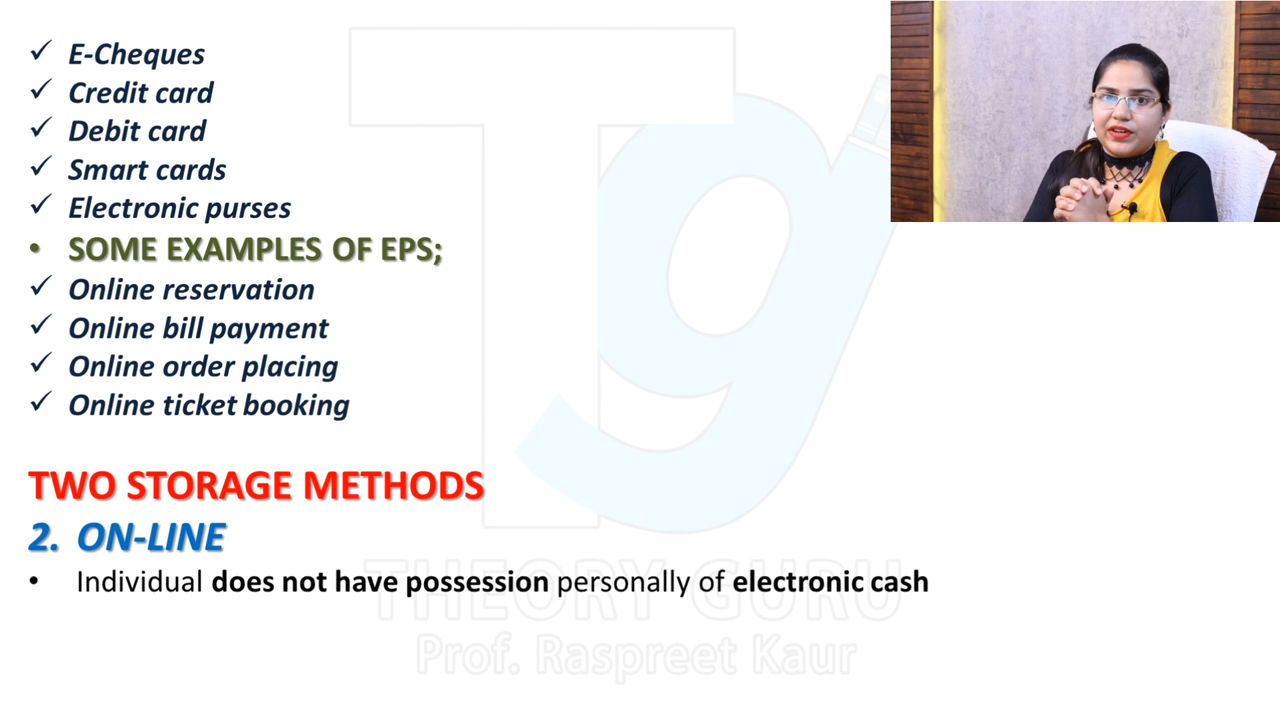 ✓ E-Cheques
✓ Credit card
✓ Debit card
✓ Smart cards
✓ Electronic purses
• SOME EXAMPLES OF EPS;
✓ Online reservation
✓ Online bill payment
✓ Online order placing
✓ Online ticket booking
TWO STORAGE METHODS
2. ON-LINE
• Individual does not have possession personally of electronic cash
Tg
THEORY GURU
Prof. Raspreet Kaur